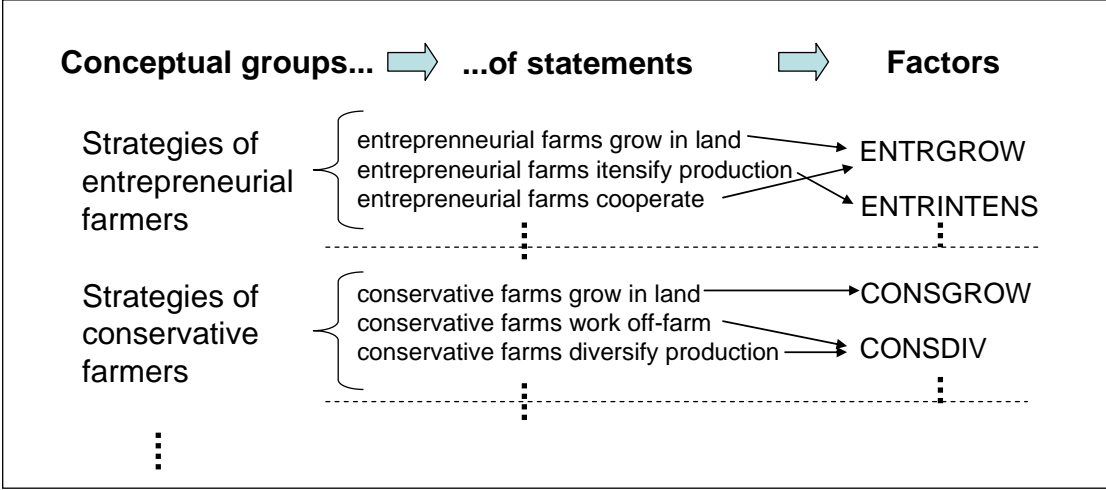 Conceptual groups... ...of statements Factors
Strategies of
entrepreneurial
farmers
entreprenneurial farms grow in land
entrepreneurial farms itensify production
entrepreneurial farms cooperate
ENTRGROW
ENTRINTENS
Strategies of
conservative
farmers
conservative farms grow in land
conservative farms work off-farm
conservative farms diversify production
CONSGROW
CONSDIV